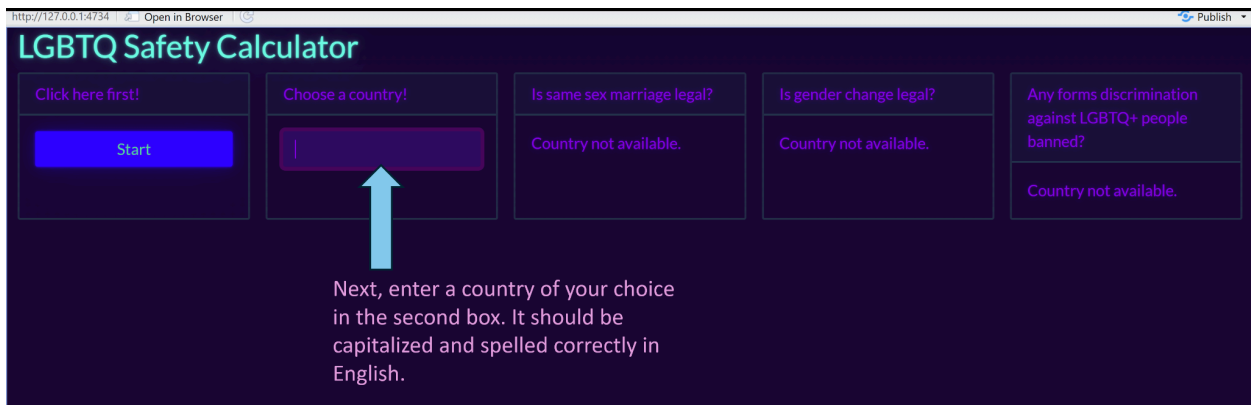 http://127.0.0.1:4734 Open in Browser Publish
LGBTQ Safety Calculator
Click here first!
Start
Choose a country!
Is same sex marriage legal?
Country not available.
Is gender change legal?
Country not available.
Any forms discrimination
against LGBTQ+ people
banned?
Country not available.
Next, enter a country of your choice
in the second box. It should be
capitalized and spelled correctly in
English.